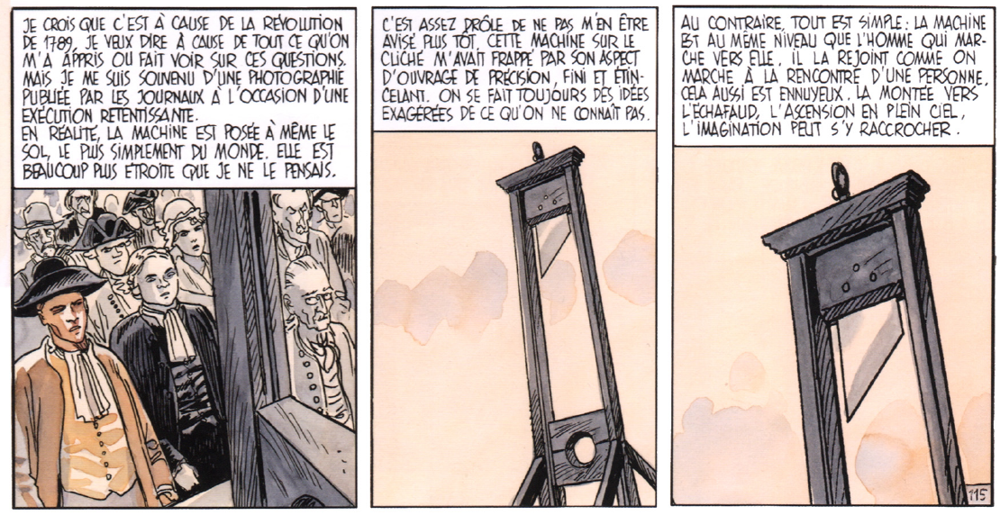 JE CROIS QUE C'EST À CAUSE DE LA RÉVOLUTION
DE 1789, JE VEUX DIRE À CAUSE DE TOUT CE QU'ON
M'A APPRIS OU FAIT VOIR SUR CES QUESTIONS.
MAIS JE ME SUIS SOUVENU D'UNE PHOTOGRAPHIE
PUBLIÉE PAR LES JOURNAUX À L'OCCASION D'UNE
EXÉCUTION RETENTISSANTE.
EN RÉALITÉ, LA MACHINE EST POSÉE À MÊME LE
SOL, LE PLUS SIMPLEMENT DU MONDE. ELLE EST
BEAUCOUP PLUS ETROITE QUE JE NE LE PENSAIS.
C'EST ASSEZ DRÔLE DE NE PAS M'EN ÊTRE
AVISÉ PLUS TÔT. CETTE MACHINE SUR LE
CLICHÉ M'AVAIT FRAPPÉ PAR SON ASPECT
D'OUVRAGE DE PRÉCISION, FINI ET ÉTIN-
CELANT. ON SE FAIT TOUJOURS DES IDÉES
EXAGÉRÉES DE CE QU'ON NE CONNAÎT PAS.
AU CONTRAIRE, TOUT EST SIMPLE : LA MACHINE
EST AU MÊME NIVEAU QUE L'HOMME QUI MAR-
CHE VERS ELLE. IL LA REJOINT COMME ON
MARCHE À LA RENCONTRE D'UNE PERSONNE.
CELA AUSSI EST ENNUYEUX. LA MONTÉE VERS
L'ÉCHAFAUD, L'ASCENSION EN PLEIN CIEL,
L'IMAGINATION PEUT S'Y RACCROCHER.
115